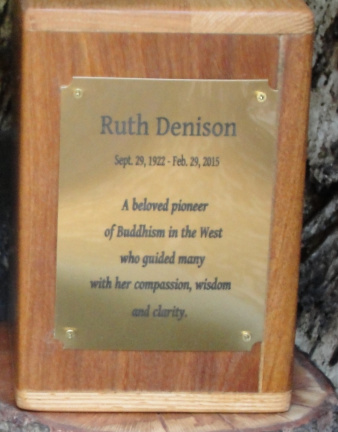 Ruth Denison
Sept. 29, 1922 - Feb. 29, 2015
A beloved pioneer
of Buddhism in the West
who guided many
with her compassion, wisdom
and clarity.